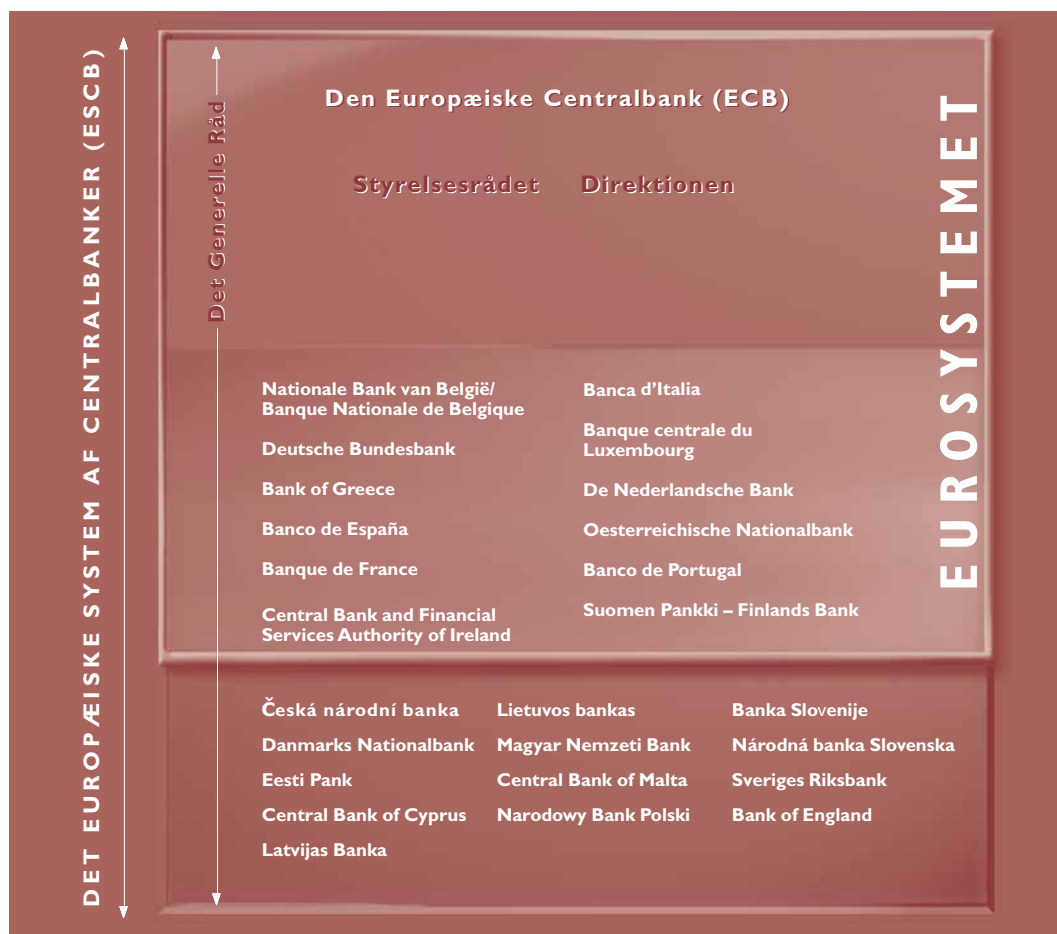 DET EUROPÆISKE SYSTEM AF CENTRALBANKER (ESCB)
Det Generelle Råd
Den Europæiske Centralbank (ECB)
Styrelsesrådet Direktionen
EUROSYSTEMET
Nationale Bank van België/
Banque Nationale de Belgique
Deutsche Bundesbank
Bank of Greece
Banco de España
Banque de France
Central Bank and Financial
Services Authority of Ireland
Banca d’Italia
Banque centrale du
Luxembourg
De Nederlandsche Bank
Oesterreichische Nationalbank
Banco de Portugal
Suomen Pankki – Finlands Bank
Česká národní banka
Danmarks Nationalbank
Eesti Pank
Central Bank of Cyprus
Latvijas Banka
Lietuvos bankas
Magyar Nemzeti Bank
Central Bank of Malta
Narodowy Bank Polski
Banka Slovenije
Národná banka Slovenska
Sveriges Riksbank
Bank of England